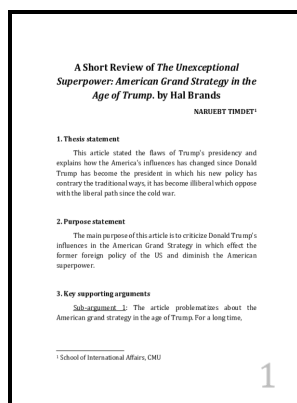 A Short Review of The Unexceptional
Superpower: American Grand Strategy in the
Age of Trump. by Hal Brands
NARUEBT TIMDET¹
1. Thesis statement
This article stated the flaws of Trump's presidency and
explains how the America's influences has changed since Donald
Trump has become the president in which his new policy has
contrary the traditional ways, it has become illiberal which oppose
with the liberal path since the cold war.
2. Purpose statement
The main purpose of this article is to criticize Donald Trump's
influences in the American Grand Strategy in which effect the
former foreign policy of the US and diminish the American
superpower.
3. Key supporting arguments
Sub-argument 1: The article problematizes about the
American grand strategy in the age of Trump. For a long time,
¹ School of International Affairs, CMU
1